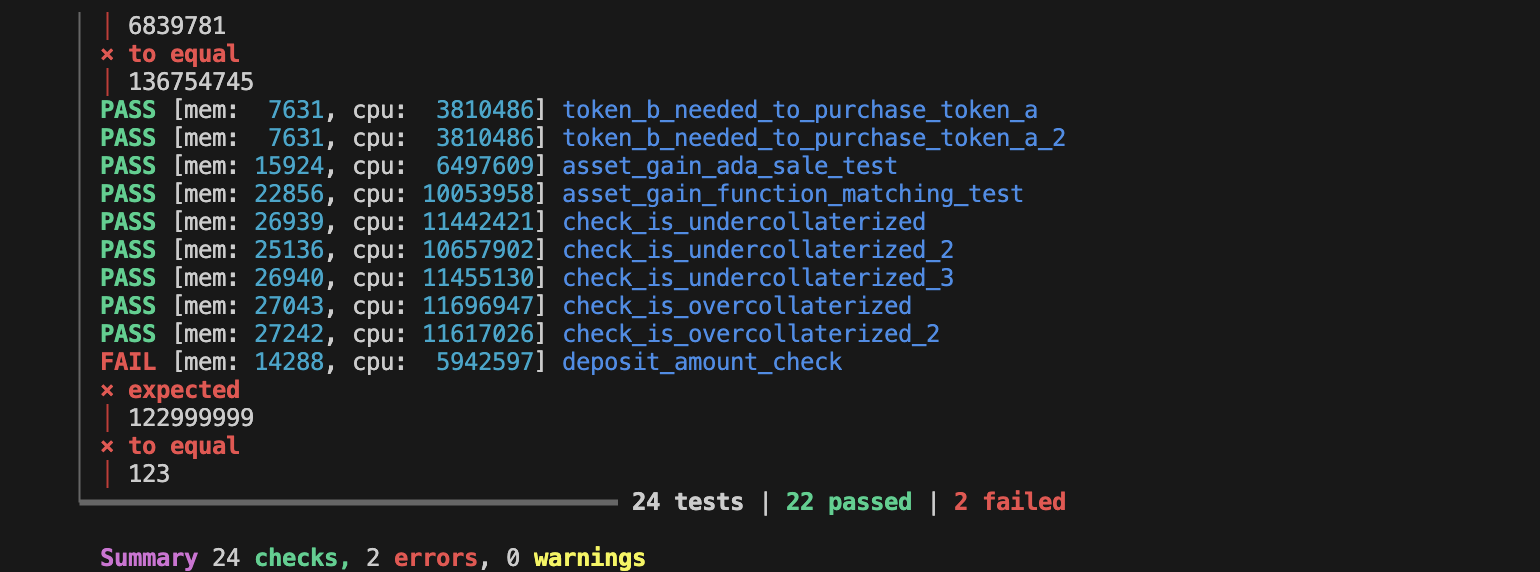 | 6839781
× to equal
| 136754745
PASS [mem:  7631, cpu:  3810486] token_b_needed_to_purchase_token_a
PASS [mem:  7631, cpu:  3810486] token_b_needed_to_purchase_token_a_2
PASS [mem: 15924, cpu:  6497609] asset_gain_ada_sale_test
PASS [mem: 22856, cpu: 10053958] asset_gain_function_matching_test
PASS [mem: 26939, cpu: 11442421] check_is_undercollaterized
PASS [mem: 25136, cpu: 10657902] check_is_undercollaterized_2
PASS [mem: 26940, cpu: 11455130] check_is_undercollaterized_3
PASS [mem: 27043, cpu: 11696947] check_is_overcollaterized
PASS [mem: 27242, cpu: 11617026] check_is_overcollaterized_2
FAIL [mem: 14288, cpu:  5942597] deposit_amount_check
× expected
| 122999999
× to equal
| 123
24 tests | 22 passed | 2 failed
Summary 24 checks, 2 errors, 0 warnings